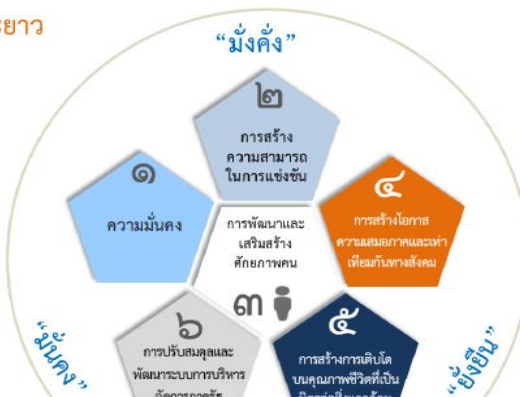 “มั่งคั่ง”
๒
การสร้าง
ความสามารถ
ในการแข่งขัน
๑
ความมั่นคง
๔
การสร้างโอกาส
ความเสมอภาคและเท่า
เทียมกันทางสังคม
การพัฒนาและ
เสริมสร้าง
ศักยภาพคน
๓
๖
การปรับสมดุลและ
พัฒนาระบบการบริหาร
๕
การสร้างการเติบโต
บนคุณภาพชีวิตที่เป็น
“มั่นคง”
“ยั่งยืน”